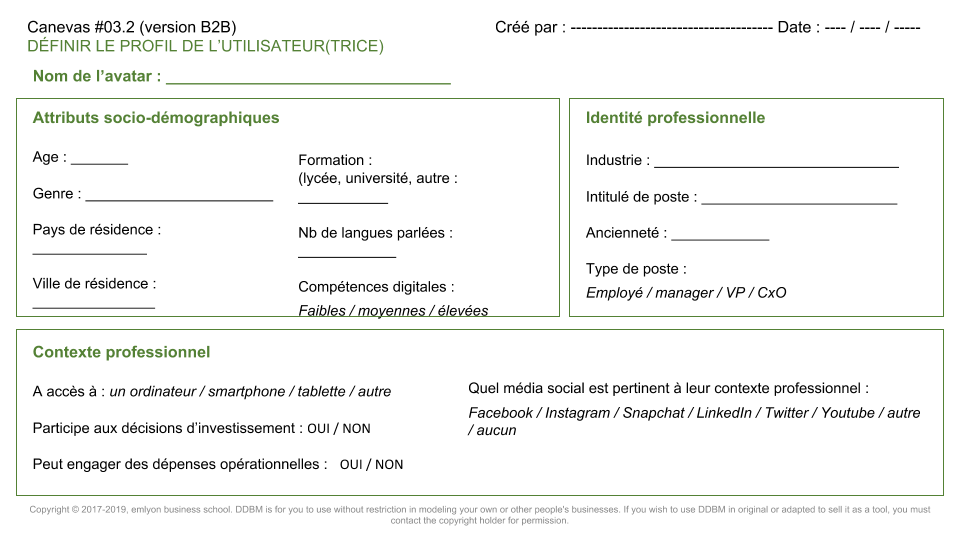 Canevas #03.2 (version B2B)
Créé par : -------------------------------------- Date : ---- / ---- / -----
DÉFINIR LE PROFIL DE L'UTILISATEUR(TRICE)
Nom de l'avatar : ______________________________
Attributs socio-démographiques
Age : _______
Genre : _______________________
Pays de résidence :
______________
Ville de résidence :
_______________
Formation :
(lycée, université, autre :
___________
Nb de langues parlées :
____________
Compétences digitales :
Faibles / moyennes / élevées
Identité professionnelle
Industrie : ______________________________
Intitulé de poste : ________________________
Ancienneté : ____________
Type de poste :
Employé / manager / VP / CxO
Contexte professionnel
A accès à : un ordinateur / smartphone / tablette / autre
Participe aux décisions d'investissement : OUI / NON
Peut engager des dépenses opérationnelles : OUI / NON
Quel média social est pertinent à leur contexte professionnel :
Facebook / Instagram / Snapchat / LinkedIn / Twitter / Youtube / autre
/ aucun
Copyright © 2017-2019, emlyon business school. DDBM is for you to use without restriction in modeling your own or other people's businesses. If you wish to use DDBM in original or adapted to sell it as a tool, you must
contact the copyright holder for permission.